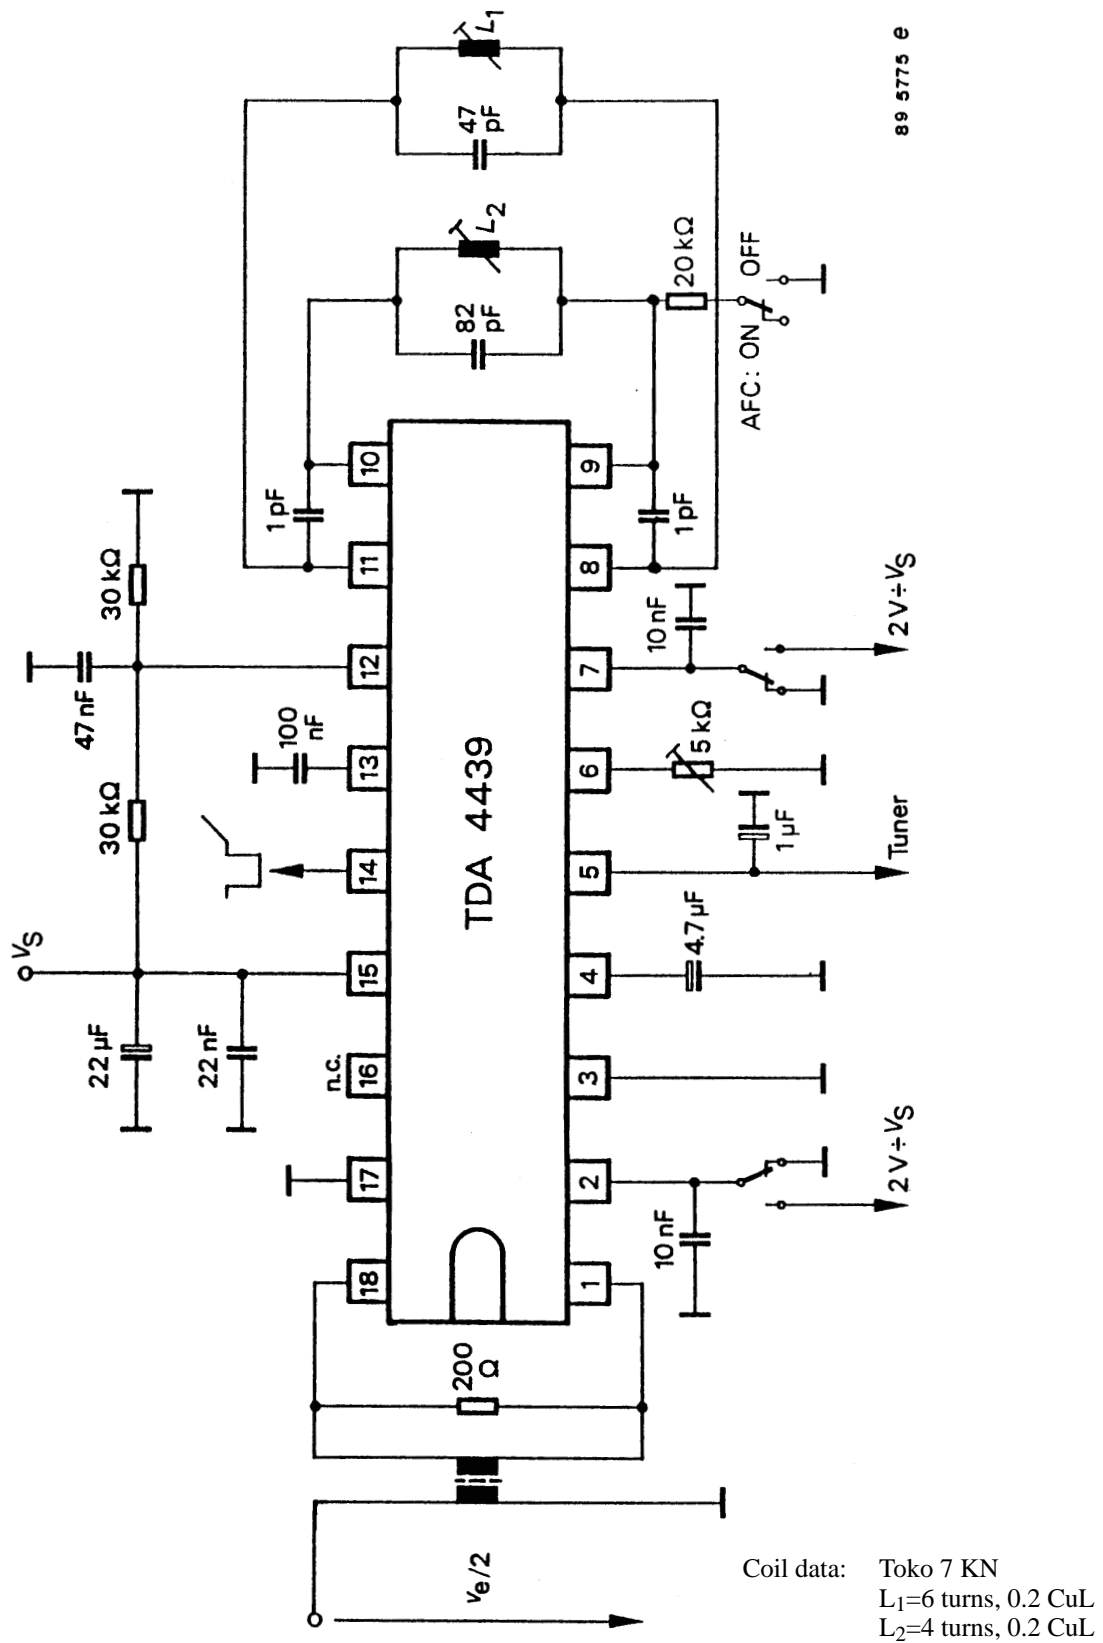 89 5775 e
L1
47 pF
L2
82 pF
20 kΩ
AFC: ON OFF
1 pF
10
9
1 pF
11
8
30 kΩ
47 nF
12
7
10 nF
2 V ÷ VS
100 nF
13
6
5 kΩ
30 kΩ
14
TDA 4439
5
1 µF
Tuner
VS
15
4
4.7 µF
22 µF
22 nF
n.c.
16
3
17
2
10 nF
2 V ÷ VS
18
1
200 Ω
ve/2
Coil data: Toko 7 KN
L1=6 turns, 0.2 CuL
L2=4 turns, 0.2 CuL